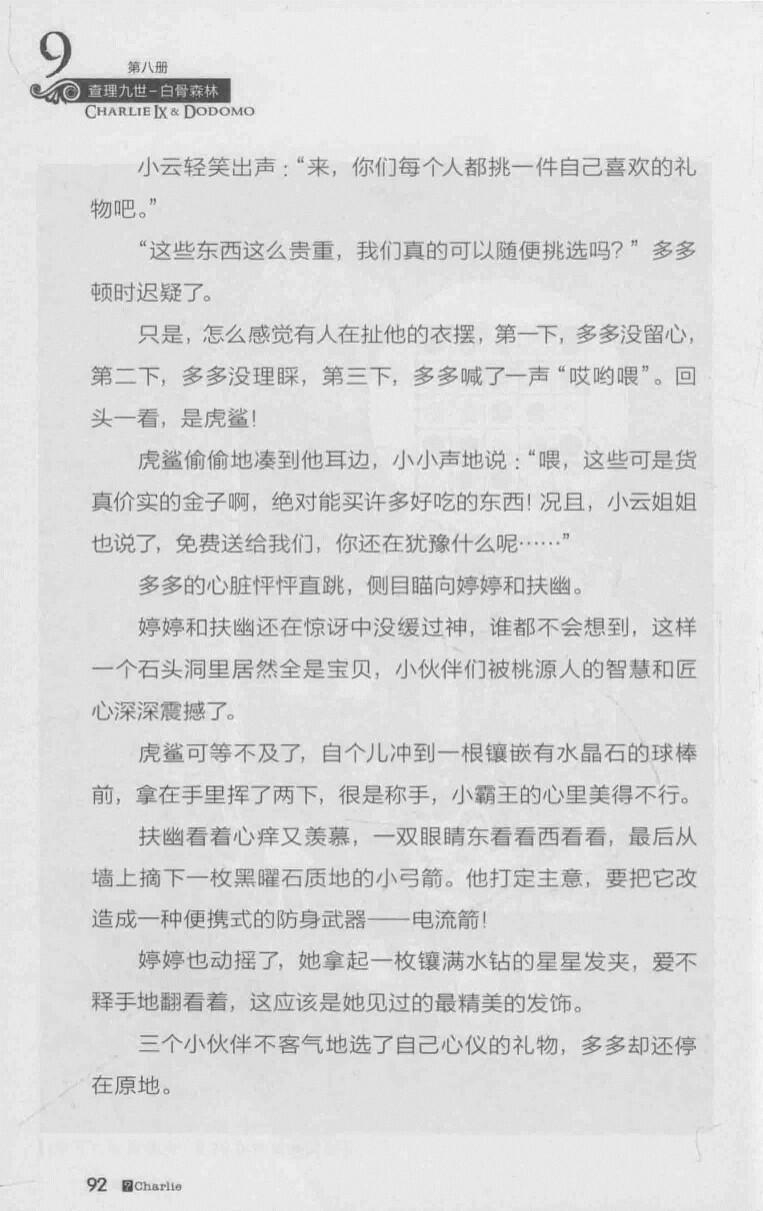 9
第八册
查理九世-白骨森林
CHARLIE IX & DODOMO
小云轻笑出声：“来，你们每个人都挑一件自己喜欢的礼
物吧。”
“这些东西这么贵重，我们真的可以随便挑选吗？”多多
顿时迟疑了。
只是，怎么感觉有人在扯他的衣摆，第一下，多多没留心，
第二下，多多没理睬，第三下，多多喊了一声“哎哟喂”。回
头一看，是虎鲨！
虎鲨偷偷地凑到他耳边，小小声地说：“喂，这些可是货
真价实的金子啊，绝对能买许多好吃的东西！况且，小云姐姐
也说了，免费送给我们，你还在犹豫什么呢……”
多多的心脏怦怦直跳，侧目瞄向婷婷和扶幽。
婷婷和扶幽还在惊讶中没缓过神，谁都不会想到，这样
一个石头洞里居然全是宝贝，小伙伴们被桃源人的智慧和匠
心深深震撼了。
虎鲨可等不及了，自个儿冲到一根镶嵌有水晶石的球棒
前，拿在手里挥了两下，很是称手，小霸王的心里美得不行。
扶幽看着心痒又羡慕，一双眼睛东看看西看看，最后从
墙上摘下一枚黑曜石质地的小弓箭。他打定主意，要把它改
造成一种便携式的防身武器——电流箭！
婷婷也动摇了，她拿起一枚镶满水钻的星星发夹，爱不
释手地翻看着，这应该是她见过的最精美的发饰。
三个小伙伴不客气地选了自己心仪的礼物，多多却还停
在原地。
92 ?Charlie